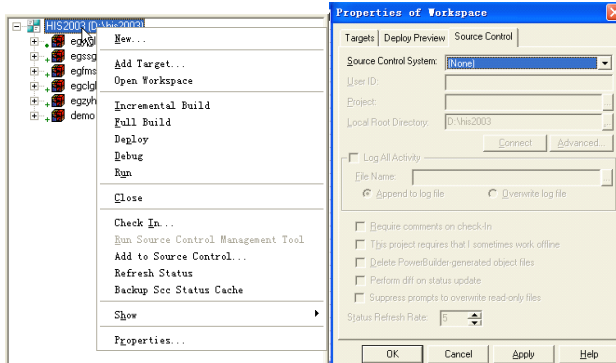 HIS2003 (D:\his2003)
egssg
egfms
egclgl
egzyh
demo
New...
Add Target...
Open Workspace
Incremental Build
Full Build
Deploy
Debug
Run
Close
Check In...
Run Source Control Management Tool
Add to Source Control...
Refresh Status
Backup Scc Status Cache
Show
Properties...
Properties of Workspace
Targets Deploy Preview Source Control
Source Control System: (None)
User ID:
Project:
Local Root Directory: D:\his2003
Connect Advanced...
Log All Activity
File Name:
Append to log file Overwrite log file
Require comments on check-In
This project requires that I sometimes work offline
Delete PowerBuilder-generated object files
Perform diff on status update
Suppress prompts to overwrite read-only files
Status Refresh Rate: 5
OK Cancel Apply Help